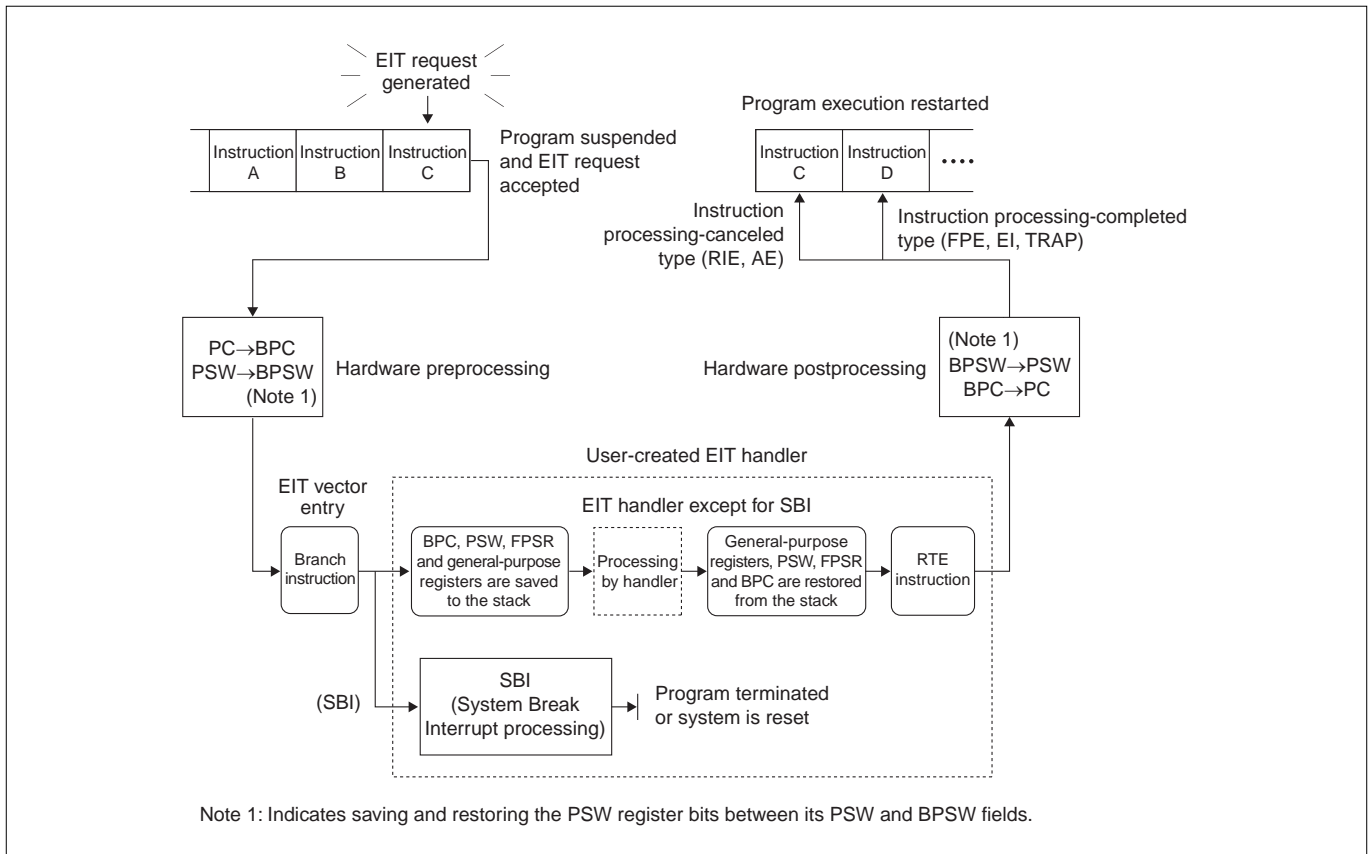 EIT request
generated
Instruction
A
Instruction
B
Instruction
C
Program suspended
and EIT request
accepted
Program execution restarted
Instruction
C
Instruction
D
••••
Instruction
processing-canceled
type (RIE, AE)
Instruction processing-completed
type (FPE, EI, TRAP)
PC→BPC
PSW→BPSW
(Note 1)
Hardware preprocessing
Hardware postprocessing
(Note 1)
BPSW→PSW
BPC→PC
User-created EIT handler
EIT vector
entry
EIT handler except for SBI
Branch
instruction
BPC, PSW, FPSR
and general-purpose
registers are saved
to the stack
Processing
by handler
General-purpose
registers, PSW, FPSR
and BPC are restored
from the stack
RTE
instruction
(SBI)
SBI
(System Break
Interrupt processing)
Program terminated
or system is reset
Note 1: Indicates saving and restoring the PSW register bits between its PSW and BPSW fields.